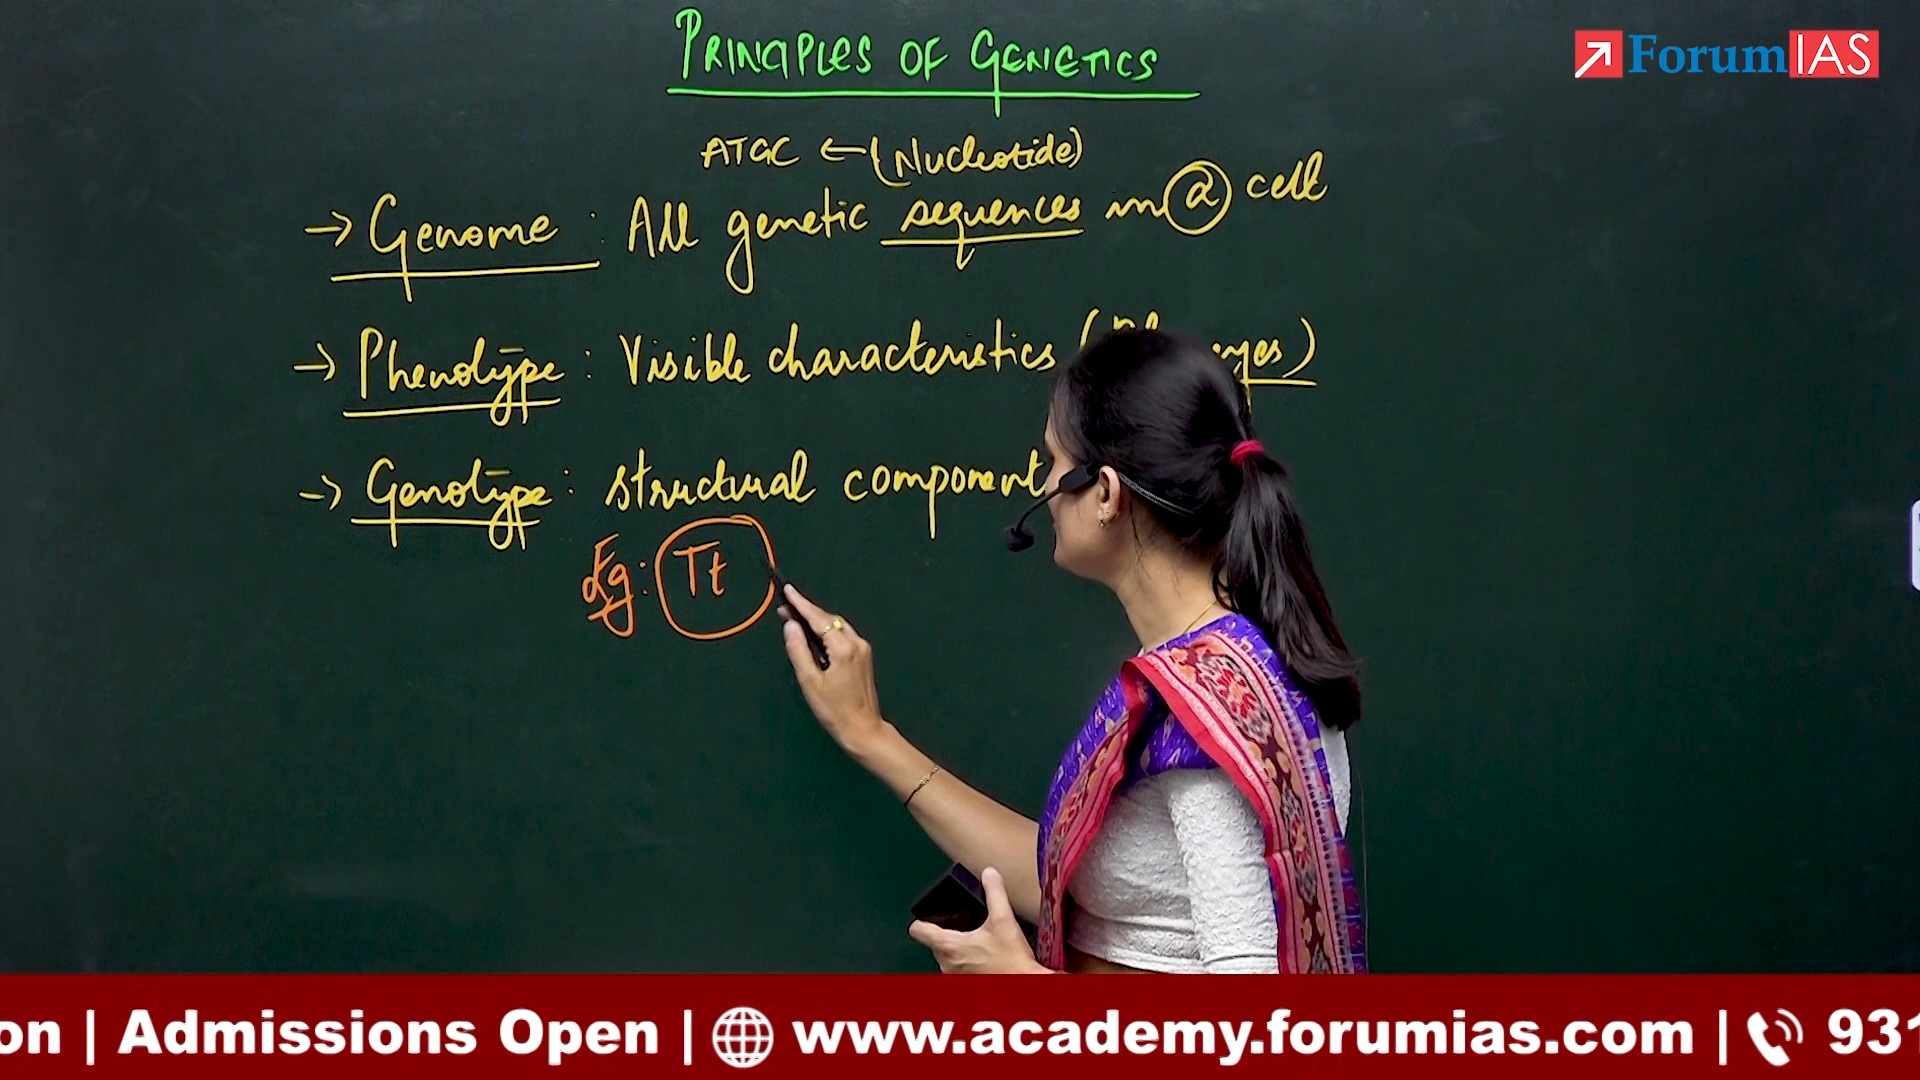 PRINCIPLES OF GENETICS
ForumIAS
ATGC ← (Nucleotide)
→ Genome : All genetic sequences in a cell
→ Phenotype : Visible characteristics ( eyes)
→ Genotype : structural component
Eg: Tt
on | Admissions Open | www.academy.forumias.com | 931